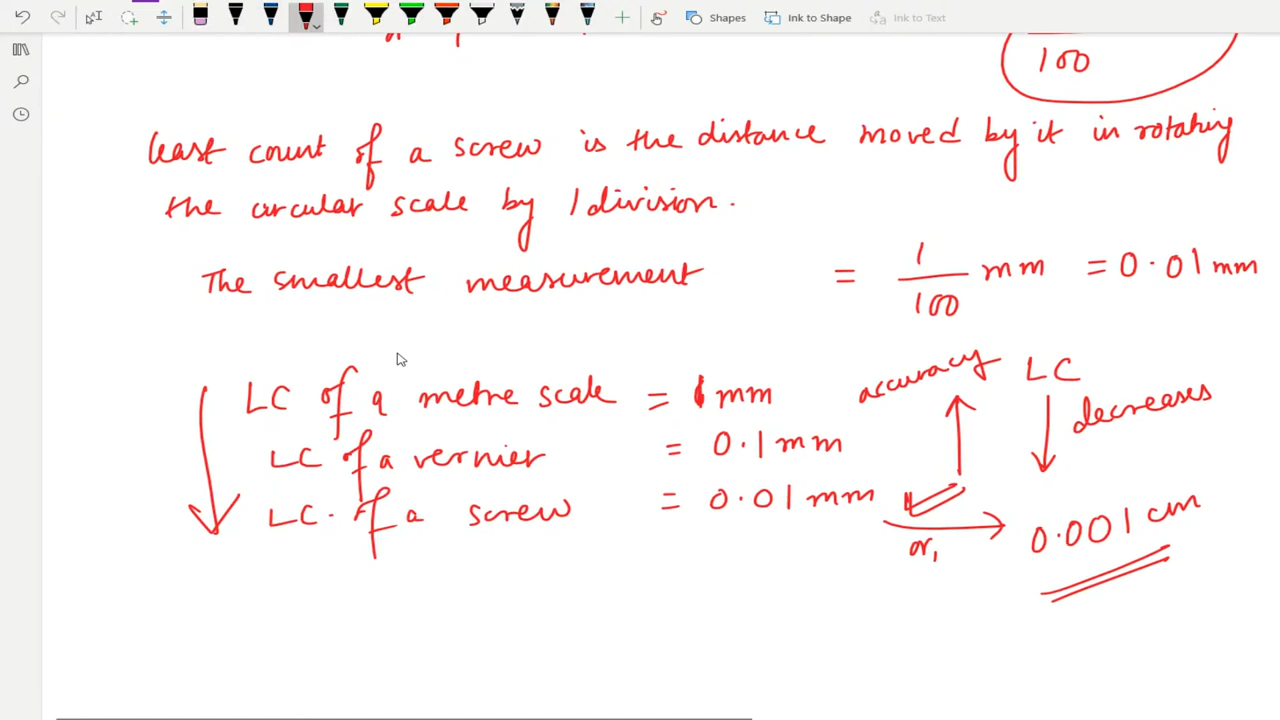 Shapes
Ink to Shape
Ink to Text
100
least count of a screw is the distance moved by it in rotating
the circular scale by 1 division.
The smallest measurement = 1/100 mm = 0.01 mm
LC of a metre scale = 1 mm
LC of a vernier = 0.1 mm
LC. of a screw = 0.01 mm
accuracy
LC
decreases
or,
0.001 cm